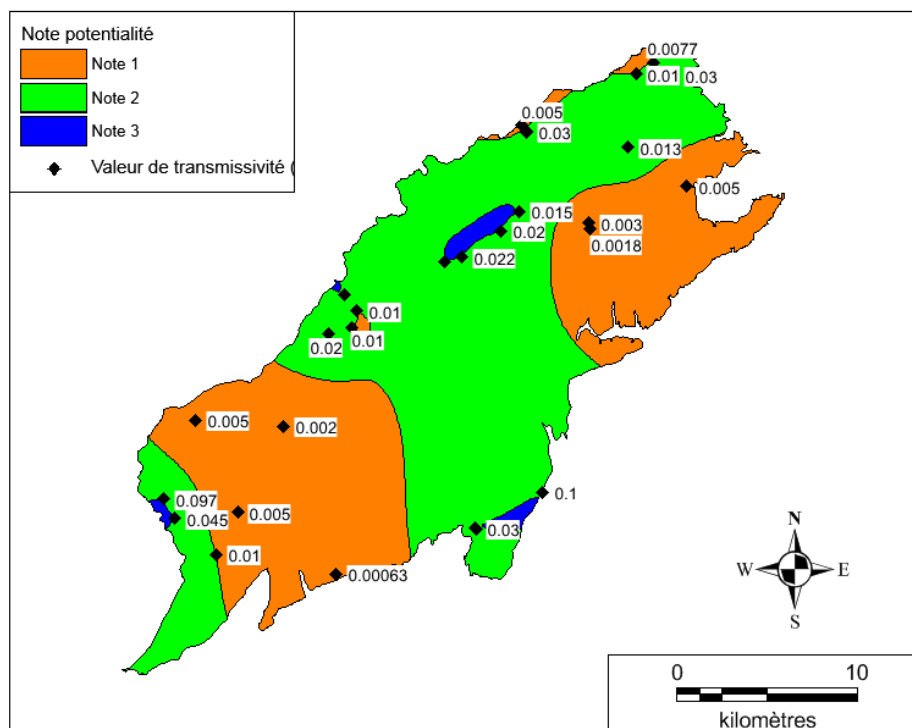 Note potentialité
Note 1
Note 2
Note 3
Valeur de transmissivité (
0.0077
0.01
0.03
0.005
0.03
0.013
0.005
0.015
0.003
0.02
0.0018
0.022
0.01
0.01
0.02
0.005
0.002
0.097
0.1
0.005
0.045
0.03
0.01
0.00063
N
W
E
S
0
10
kilomètres